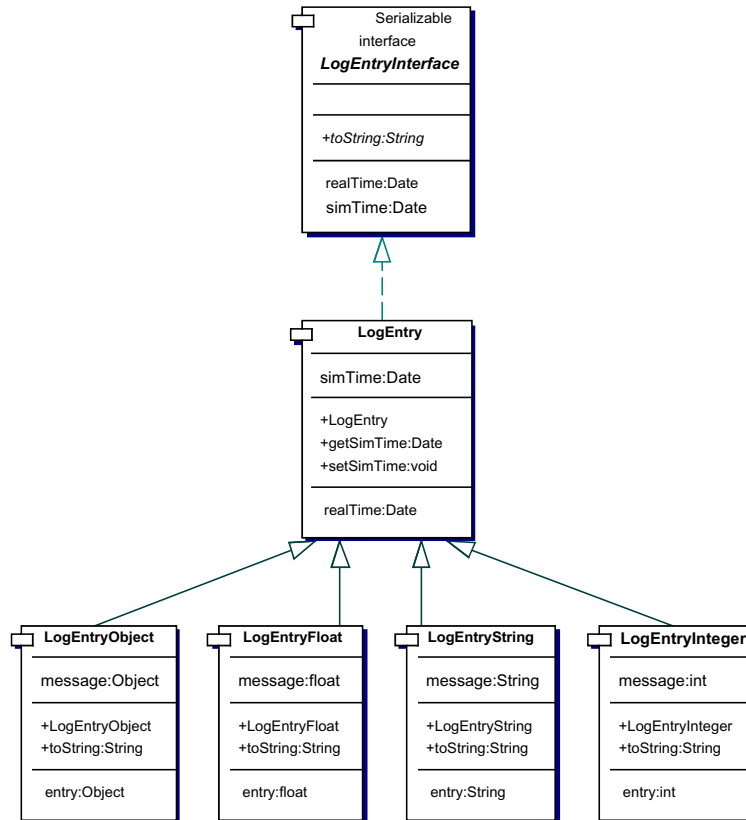 Serializable
interface
LogEntryInterface
+toString:String
realTime:Date
simTime:Date
LogEntry
simTime:Date
+LogEntry
+getSimTime:Date
+setSimTime:void
realTime:Date
LogEntryObject
message:Object
+LogEntryObject
+toString:String
entry:Object
LogEntryFloat
message:float
+LogEntryFloat
+toString:String
entry:float
LogEntryString
message:String
+LogEntryString
+toString:String
entry:String
LogEntryInteger
message:int
+LogEntryInteger
+toString:String
entry:int